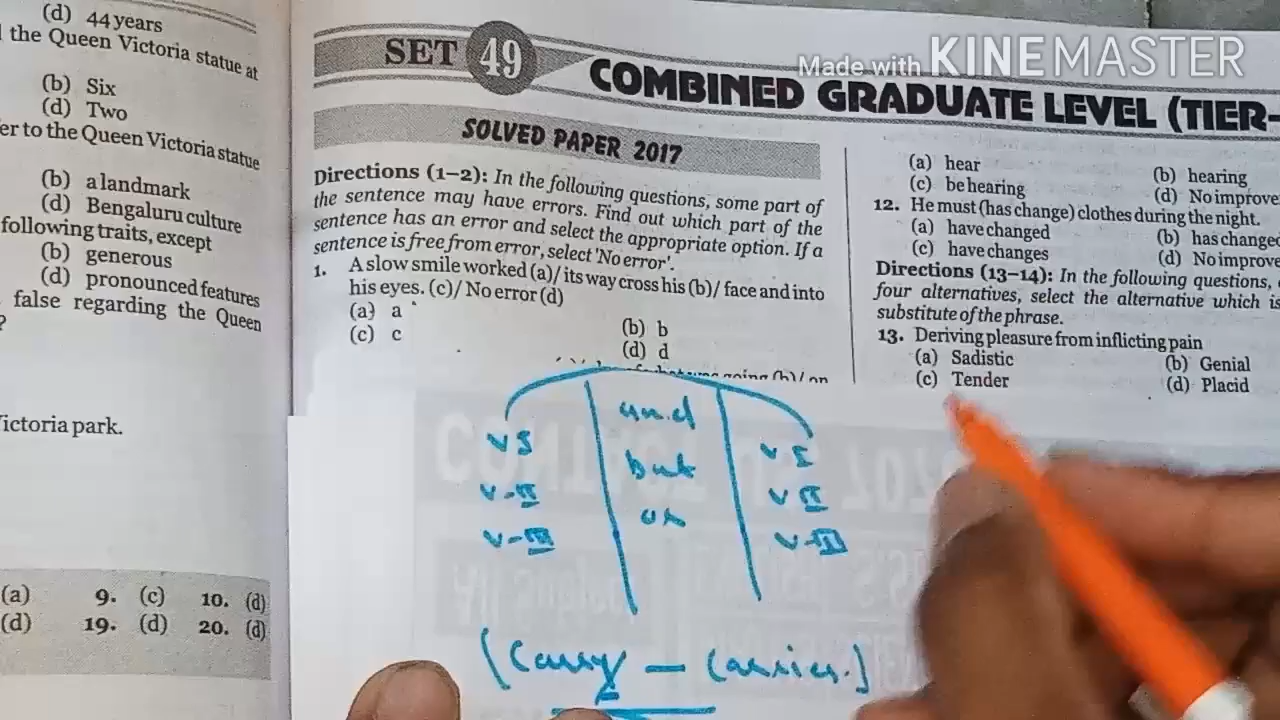 (d) 44 years
the Queen Victoria statue at
(b) Six
(d) Two
er to the Queen Victoria statue
(b) a landmark
(d) Bengaluru culture
following traits, except
(b) generous
(d) pronounced features
false regarding the Queen
?
ictoria park.
(a) 9. (c) 10. (d)
(d) 19. (d) 20. (d)
Made with KINEMASTER
SET 49
COMBINED GRADUATE LEVEL (TIER-
SOLVED PAPER 2017
Directions (1–2): In the following questions, some part of
the sentence may have errors. Find out which part of the
sentence has an error and select the appropriate option. If a
sentence is free from error, select 'No error'.
1. A slow smile worked (a)/ its way cross his (b)/ face and into
his eyes. (c)/ No error (d)
(a) a (b) b
(c) c (d) d
going (b)/ on
(a) hear (b) hearing
(c) be hearing (d) No improve
12. He must (has change) clothes during the night.
(a) have changed (b) has changed
(c) have changes (d) No improve
Directions (13–14): In the following questions,
four alternatives, select the alternative which is
substitute of the phrase.
13. Deriving pleasure from inflicting pain
(a) Sadistic (b) Genial
(c) Tender (d) Placid
and
but
or
V-II
V-III
V II
V-III
(Carry — Carries.)